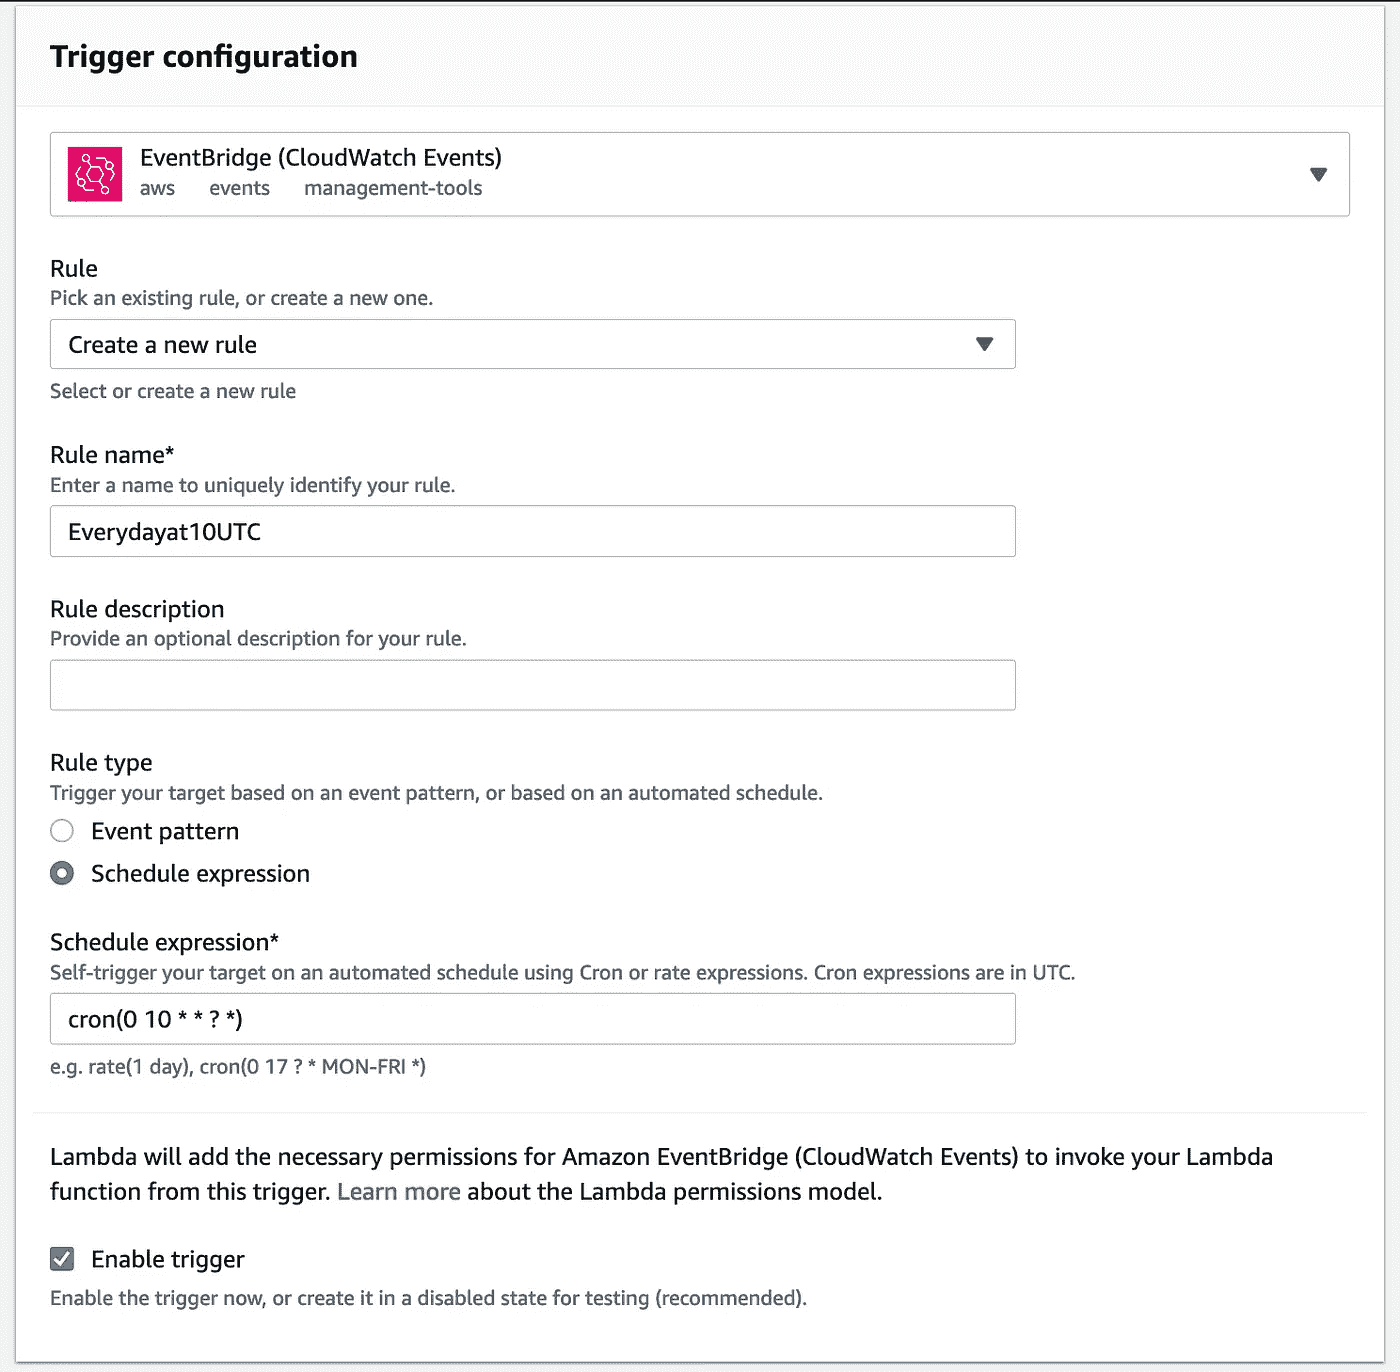 Trigger configuration
EventBridge (CloudWatch Events)
aws events management-tools
Rule
Pick an existing rule, or create a new one.
Create a new rule
Select or create a new rule
Rule name*
Enter a name to uniquely identify your rule.
Everydayat10UTC
Rule description
Provide an optional description for your rule.
Rule type
Trigger your target based on an event pattern, or based on an automated schedule.
Event pattern
Schedule expression
Schedule expression*
Self-trigger your target on an automated schedule using Cron or rate expressions. Cron expressions are in UTC.
cron(0 10 * * ? *)
e.g. rate(1 day), cron(0 17 ? * MON-FRI *)
Lambda will add the necessary permissions for Amazon EventBridge (CloudWatch Events) to invoke your Lambda
function from this trigger. Learn more about the Lambda permissions model.
Enable trigger
Enable the trigger now, or create it in a disabled state for testing (recommended).